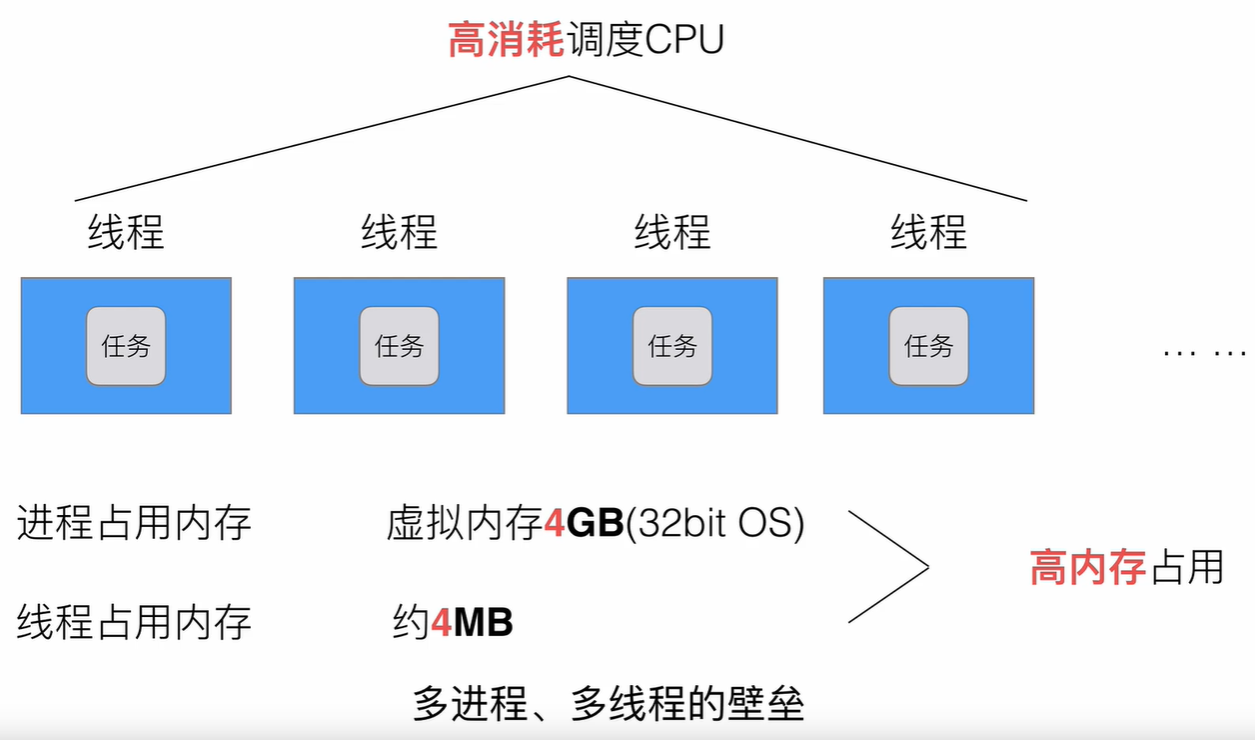 高消耗调度CPU
线程 线程 线程 线程
任务 任务 任务 任务 ... ...
进程占用内存 虚拟内存4GB(32bit OS)
高内存占用
线程占用内存 约4MB
多进程、多线程的壁垒